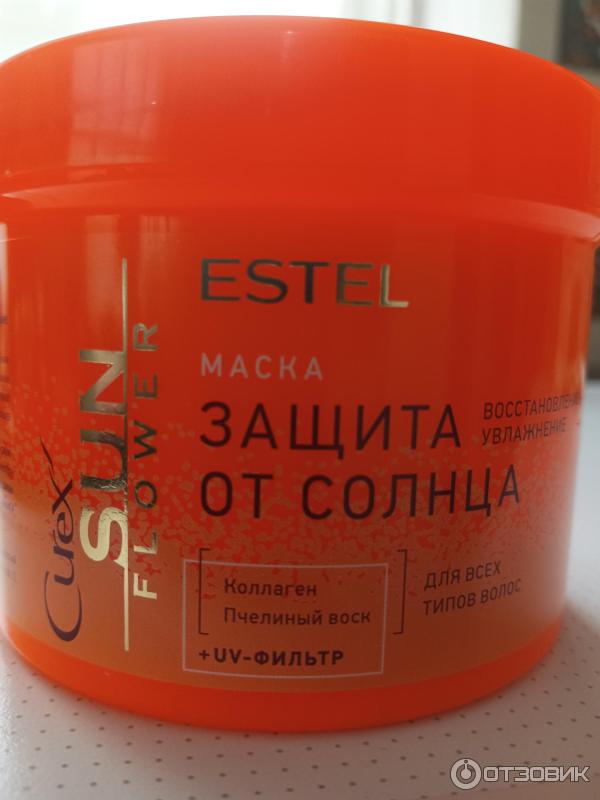 ESTEL
МАСКА
ЗАЩИТА
ОТ СОЛНЦА
УВЛАЖНЕНИЕ
Коллаген
Пчелиный воск
+UV-ФИЛЬТР
ДЛЯ ВСЕХ
ТИПОВ ВОЛОС
Curex
SUN
FLOWER
ОТЗОВИК